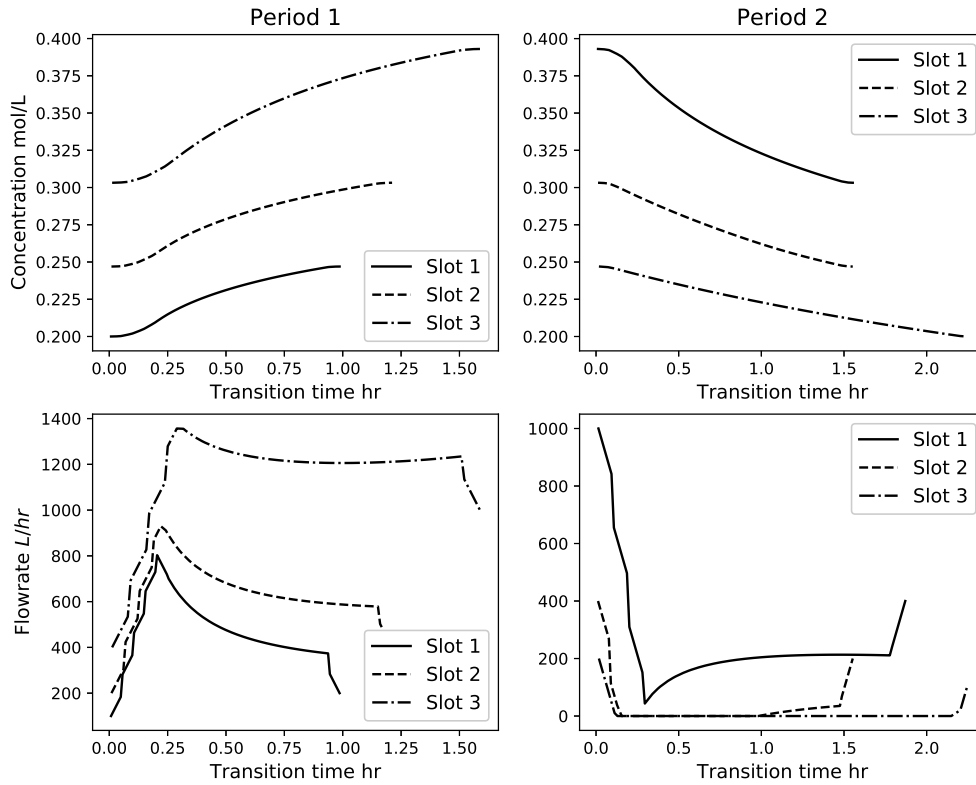 Period 1
Period 2
Concentration mol/L
0.400
0.375
0.350
0.325
0.300
0.275
0.250
0.225
0.200
Slot 1
Slot 2
Slot 3
0.00 0.25 0.50 0.75 1.00 1.25 1.50
Transition time hr
0.400
0.375
0.350
0.325
0.300
0.275
0.250
0.225
0.200
Slot 1
Slot 2
Slot 3
0.0 0.5 1.0 1.5 2.0
Transition time hr
Flowrate L/hr
1400
1200
1000
800
600
400
200
Slot 1
Slot 2
Slot 3
0.00 0.25 0.50 0.75 1.00 1.25 1.50
Transition time hr
1000
800
600
400
200
0
Slot 1
Slot 2
Slot 3
0.0 0.5 1.0 1.5 2.0
Transition time hr